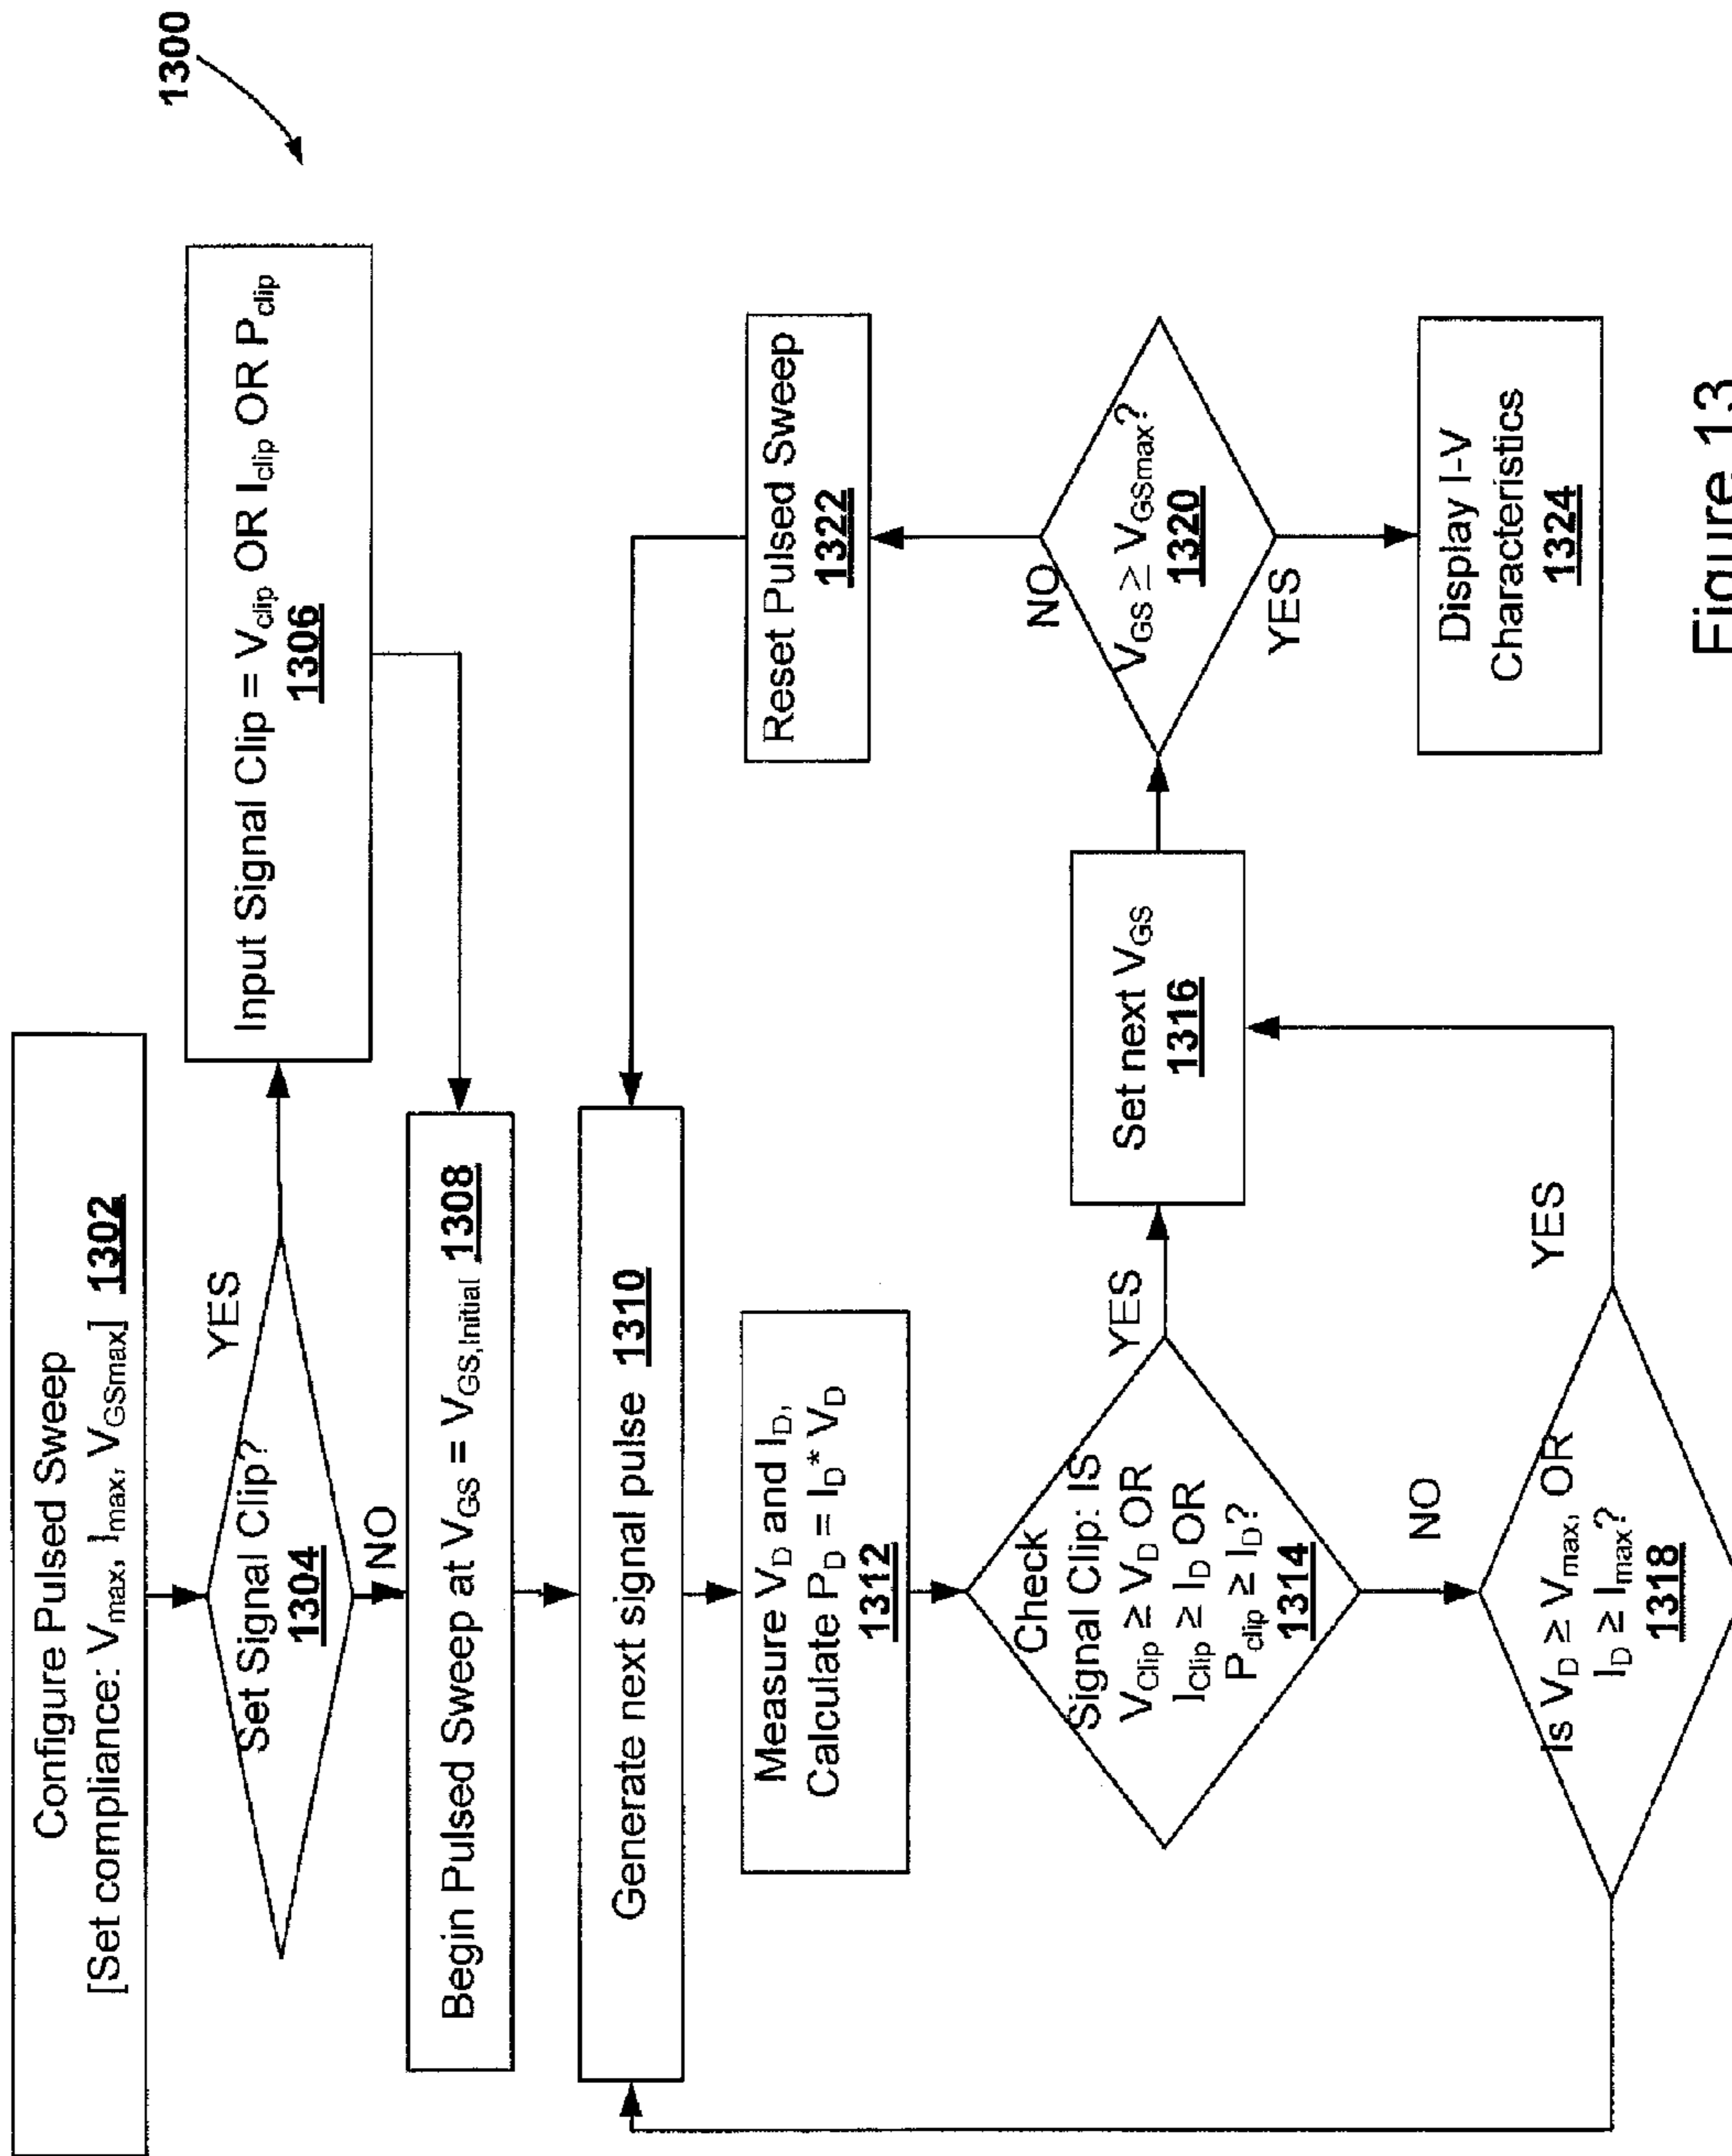 1300
Configure Pulsed Sweep
[Set compliance: Vmax, Imax, VGSmax] 1302
Set Signal Clip?
1304
YES
NO
Input Signal Clip = Vclip OR Iclip OR Pclip
1306
Begin Pulsed Sweep at VGS = VGS,Initial 1308
Generate next signal pulse 1310
Measure VD and ID,
Calculate PD = ID* VD
1312
Check
Signal Clip: IS
VClip ≥ VD OR
IClip ≥ ID OR
Pclip ≥ ID?
1314
YES
NO
Set next VGS
1316
Is VD ≥ Vmax, OR
ID ≥ Imax?
1318
YES
VGS ≥ VGSmax?
1320
NO
YES
Reset Pulsed Sweep
1322
Display I-V
Characteristics
1324
Figure 13